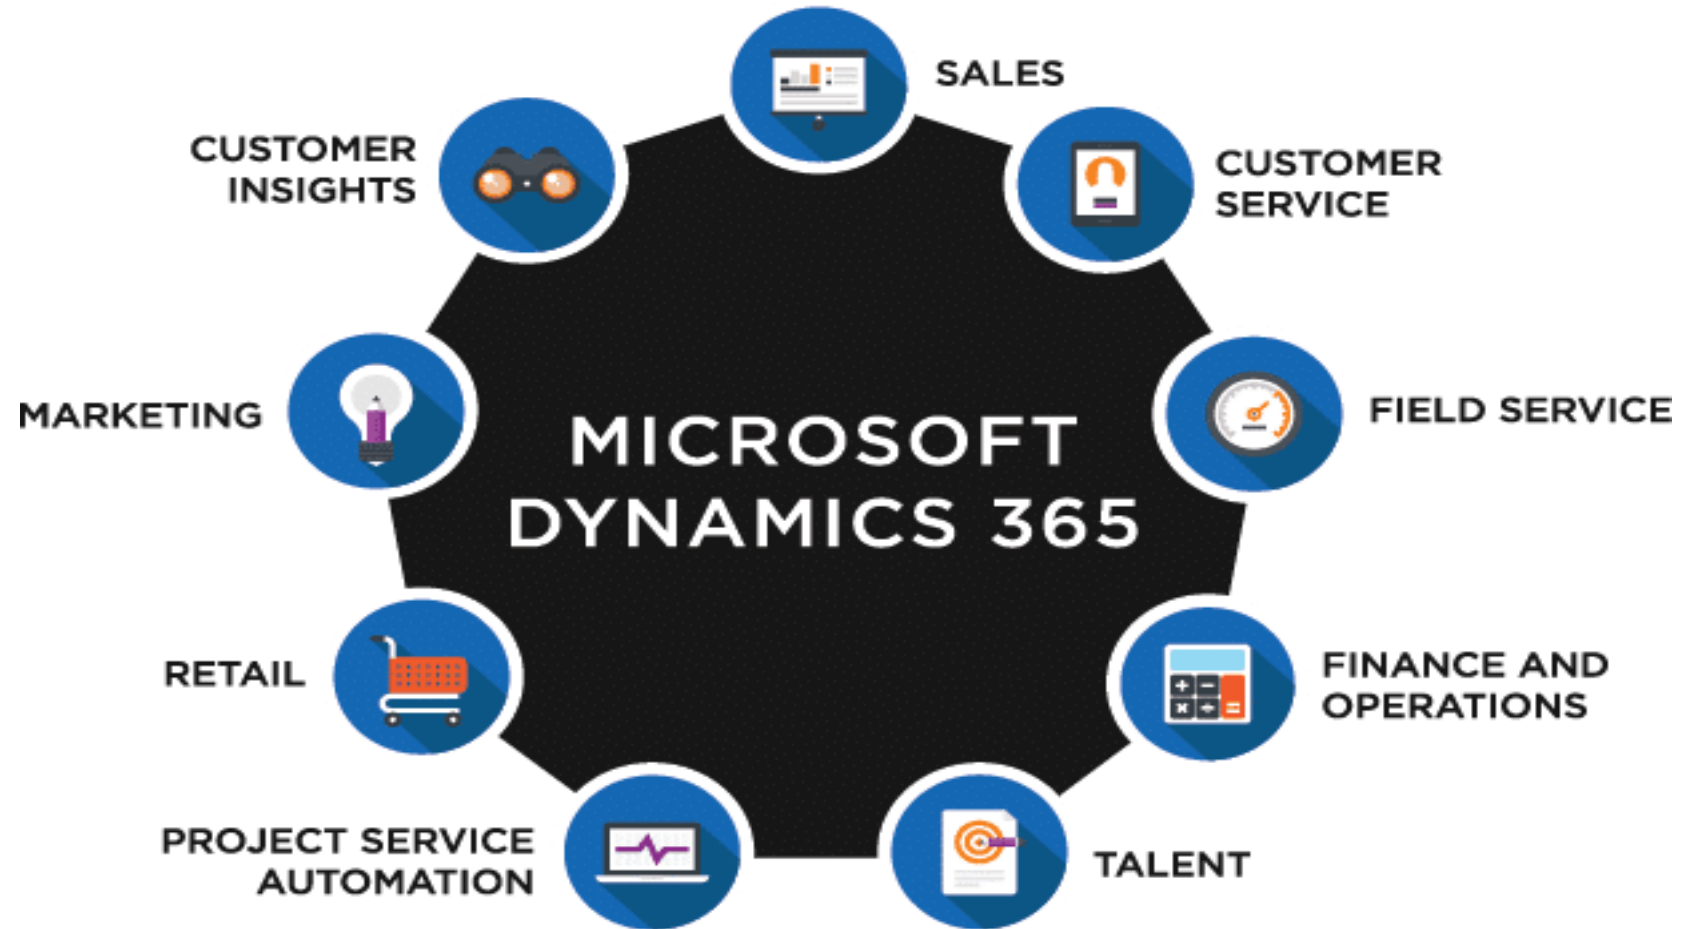 SALES
CUSTOMER
INSIGHTS
CUSTOMER
SERVICE
MARKETING
FIELD SERVICE
MICROSOFT
DYNAMICS 365
RETAIL
FINANCE AND
OPERATIONS
PROJECT SERVICE
AUTOMATION
TALENT